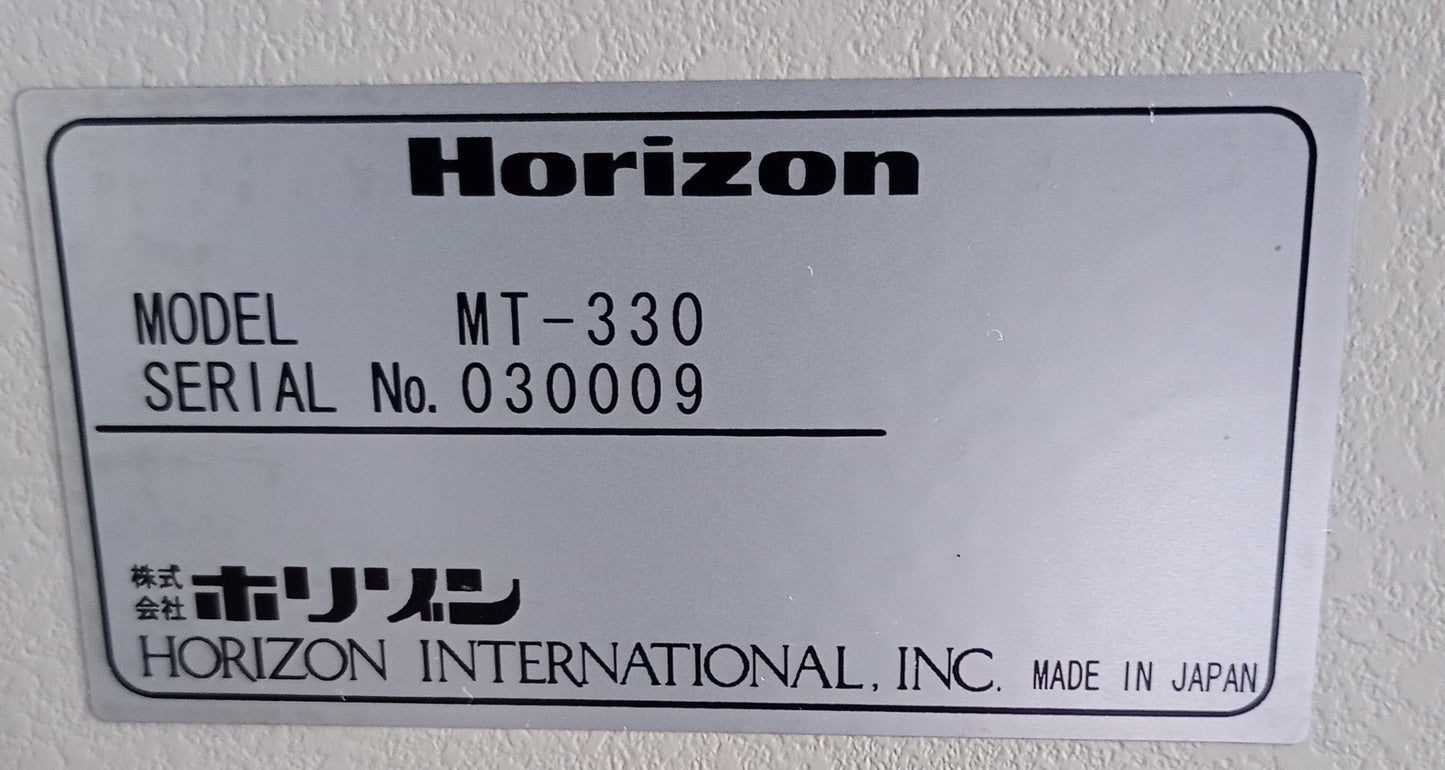 Horizon
MODEL MT-330
SERIAL No. 030009
株式
会社 ホリゾン
HORIZON INTERNATIONAL, INC. MADE IN JAPAN